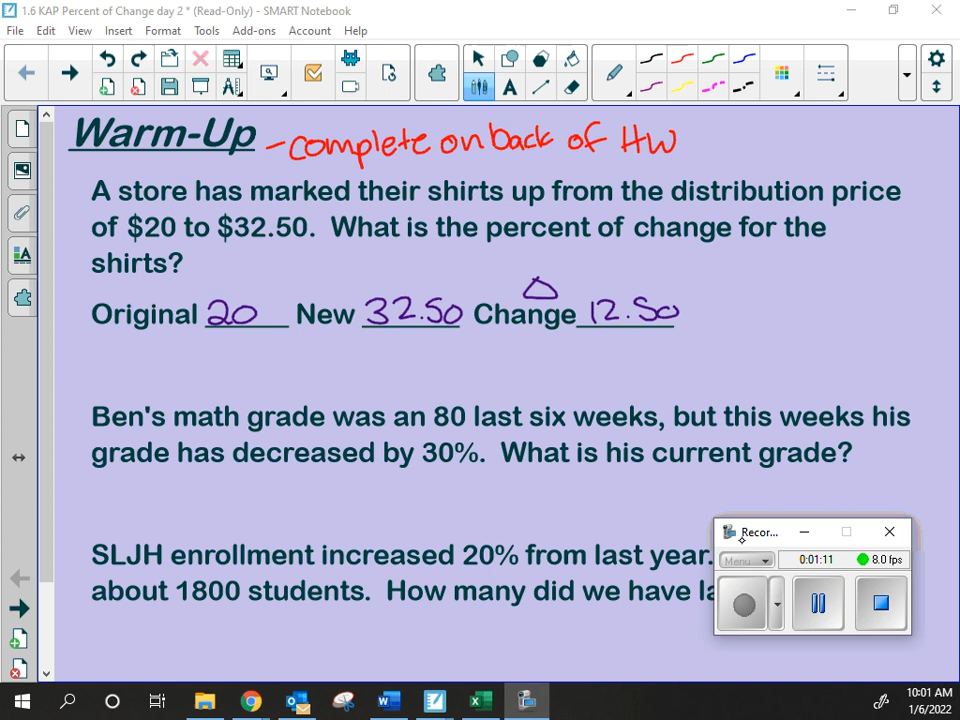 1.6 KAP Percent of Change day 2 * (Read-Only) - SMART Notebook
File Edit View Insert Format Tools Add-ons Account Help
Warm-Up - complete on back of HW
A store has marked their shirts up from the distribution price
of $20 to $32.50. What is the percent of change for the
shirts?
Original 20 New 32.50 Change 12.50
Ben's math grade was an 80 last six weeks, but this weeks his
grade has decreased by 30%. What is his current grade?
Recor...
SLJH enrollment increased 20% from last year.
Menu 0:01:11 8.0 fps
about 1800 students. How many did we have
10:01 AM
1/6/2022